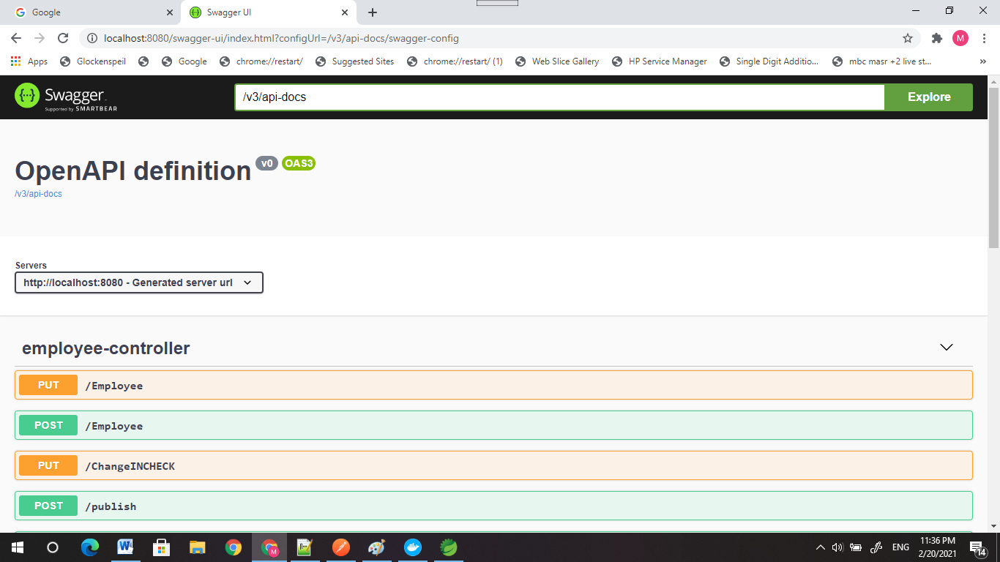 Google
Swagger UI
localhost:8080/swagger-ui/index.html?configUrl=/v3/api-docs/swagger-config
M
Apps Glockenspeil Google chrome://restart/ Suggested Sites chrome://restart/ (1) Web Slice Gallery HP Service Manager Single Digit Additio... mbc masr +2 live st... »
Swagger
Supported by SMARTBEAR
/v3/api-docs
Explore
OpenAPI definition v0 OAS3
/v3/api-docs
Servers
http://localhost:8080 - Generated server url
employee-controller
PUT /Employee
POST /Employee
PUT /ChangeINCHECK
POST /publish
ENG
11:36 PM
2/20/2021
14